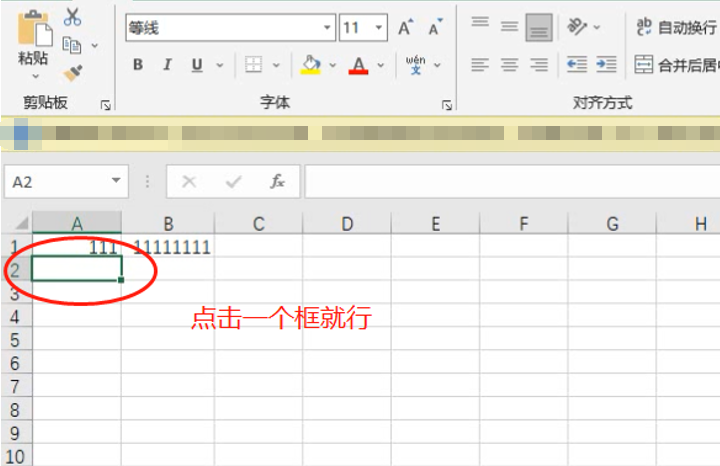 等线 11 A A
ab 自动换行
粘贴
B I U A wén 文 合并后居中
剪贴板 字体 对齐方式
A2 fx
A B C D E F G H
1 111 11111111
2
3
4 点击一个框就行
5
6
7
8
9
10